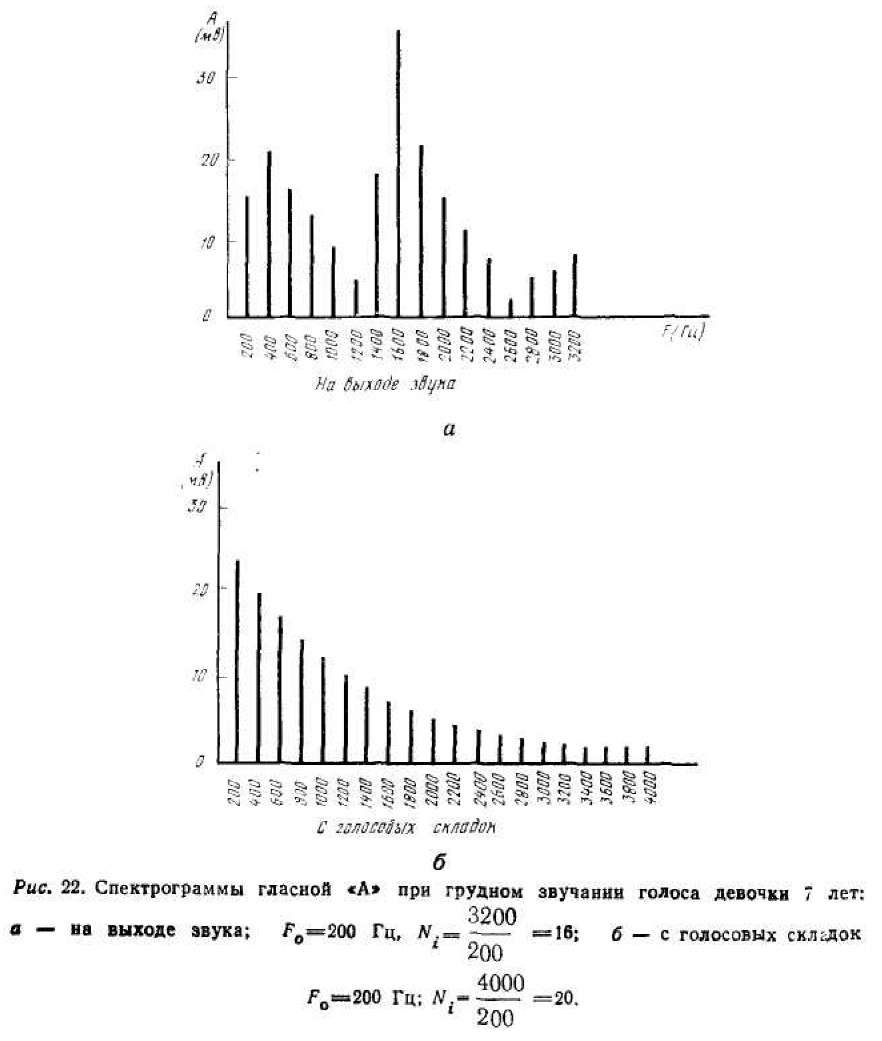 А
(мв)
30
20
10
0
200 400 600 800 1000 1200 1400 1600 1800 2000 2200 2400 2600 2800 3000 3200
F(Гц)
На выходе звука
а
А
(мв)
30
20
10
0
200 400 600 800 1000 1200 1400 1600 1800 2000 2200 2400 2600 2800 3000 3200 3400 3600 3800 4000
С голосовых складок
б
Рис. 22. Спектрограммы гласной «А» при грудном звучании голоса девочки 7 лет:
а — на выходе звука; Fo=200 Гц, Ni= 3200/200 =16; б — с голосовых складок
Fo=200 Гц; Ni= 4000/200 =20.